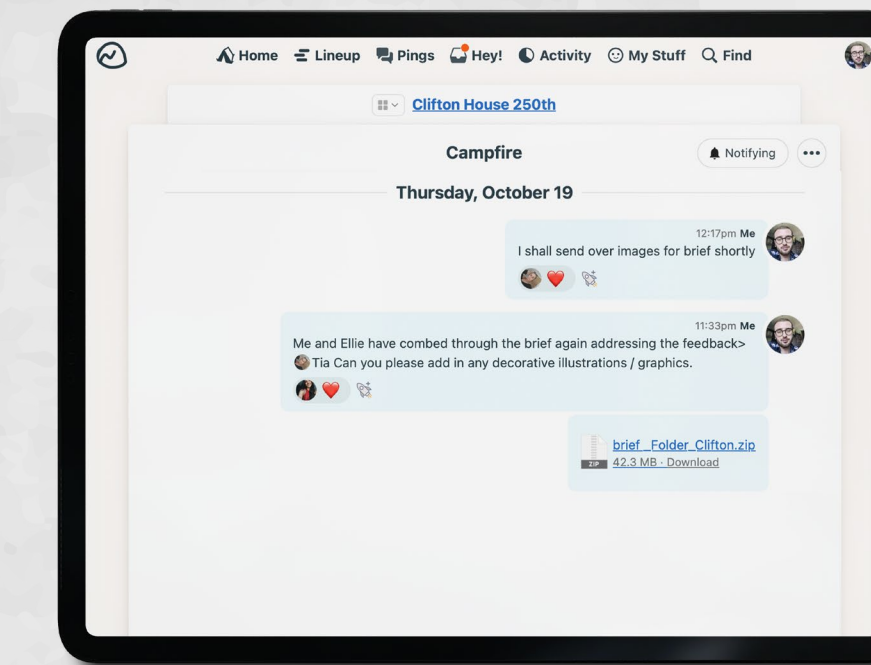 Home Lineup Pings Hey! Activity My Stuff Find
Clifton House 250th
Campfire
Notifying
Thursday, October 19
12:17pm Me
I shall send over images for brief shortly
11:33pm Me
Me and Ellie have combed through the brief again addressing the feedback>
Tia Can you please add in any decorative illustrations / graphics.
brief _Folder_Clifton.zip
ZIP
42.3 MB · Download